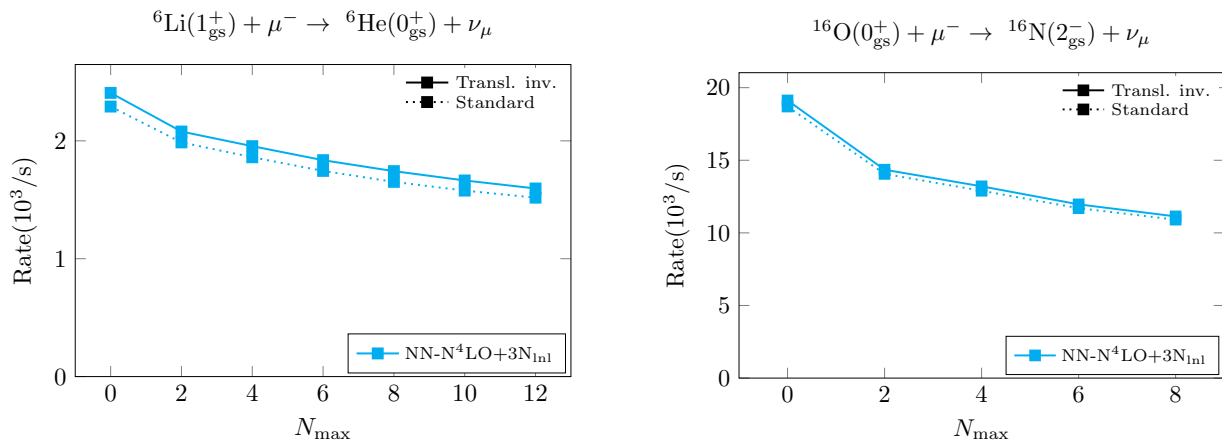 ⁶Li(1⁺gs) + μ⁻ → ⁶He(0⁺gs) + νμ
Transl. inv.
Standard
2
1
0
Rate(10³/s)
NN-N⁴LO+3Nlnl
0 2 4 6 8 10 12
Nmax
¹⁶O(0⁺gs) + μ⁻ → ¹⁶N(2⁻gs) + νμ
Transl. inv.
Standard
20
15
10
5
0
Rate(10³/s)
NN-N⁴LO+3Nlnl
0 2 4 6 8
Nmax